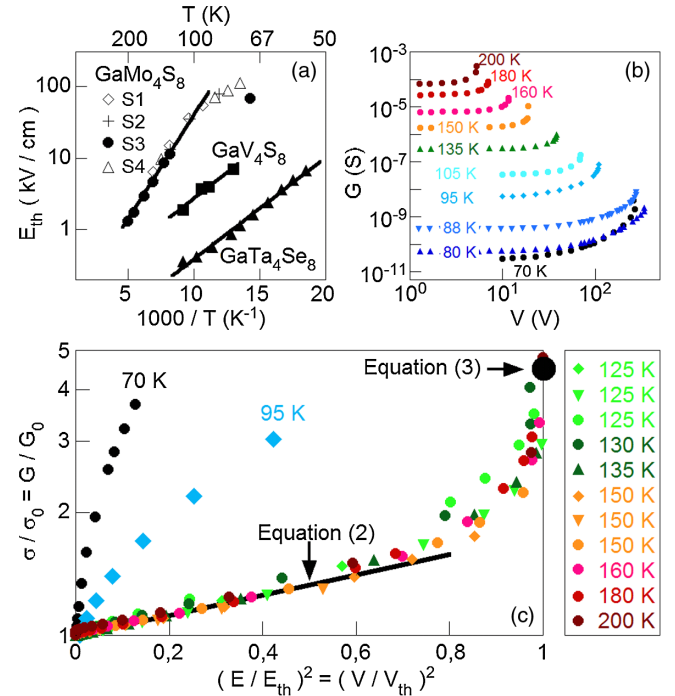 T (K)
200 100 67 50
(a)
GaMo4S8
S1
S2
S3
S4
GaV4S8
GaTa4Se8
100
10
1
Eth ( kV / cm )
5 10 15 20
1000 / T (K-1)
(b)
10-3
10-5
10-7
10-9
10-11
G (S)
200 K
180 K
160 K
150 K
135 K
105 K
95 K
88 K
80 K
70 K
100 101 102
V (V)
5
4
3
2
1
σ / σ0 = G / G0
70 K
95 K
Equation (3)
Equation (2)
(c)
0 0,2 0,4 0,6 0,8 1
( E / Eth )2 = ( V / Vth )2
125 K
125 K
125 K
130 K
135 K
150 K
150 K
150 K
160 K
180 K
200 K